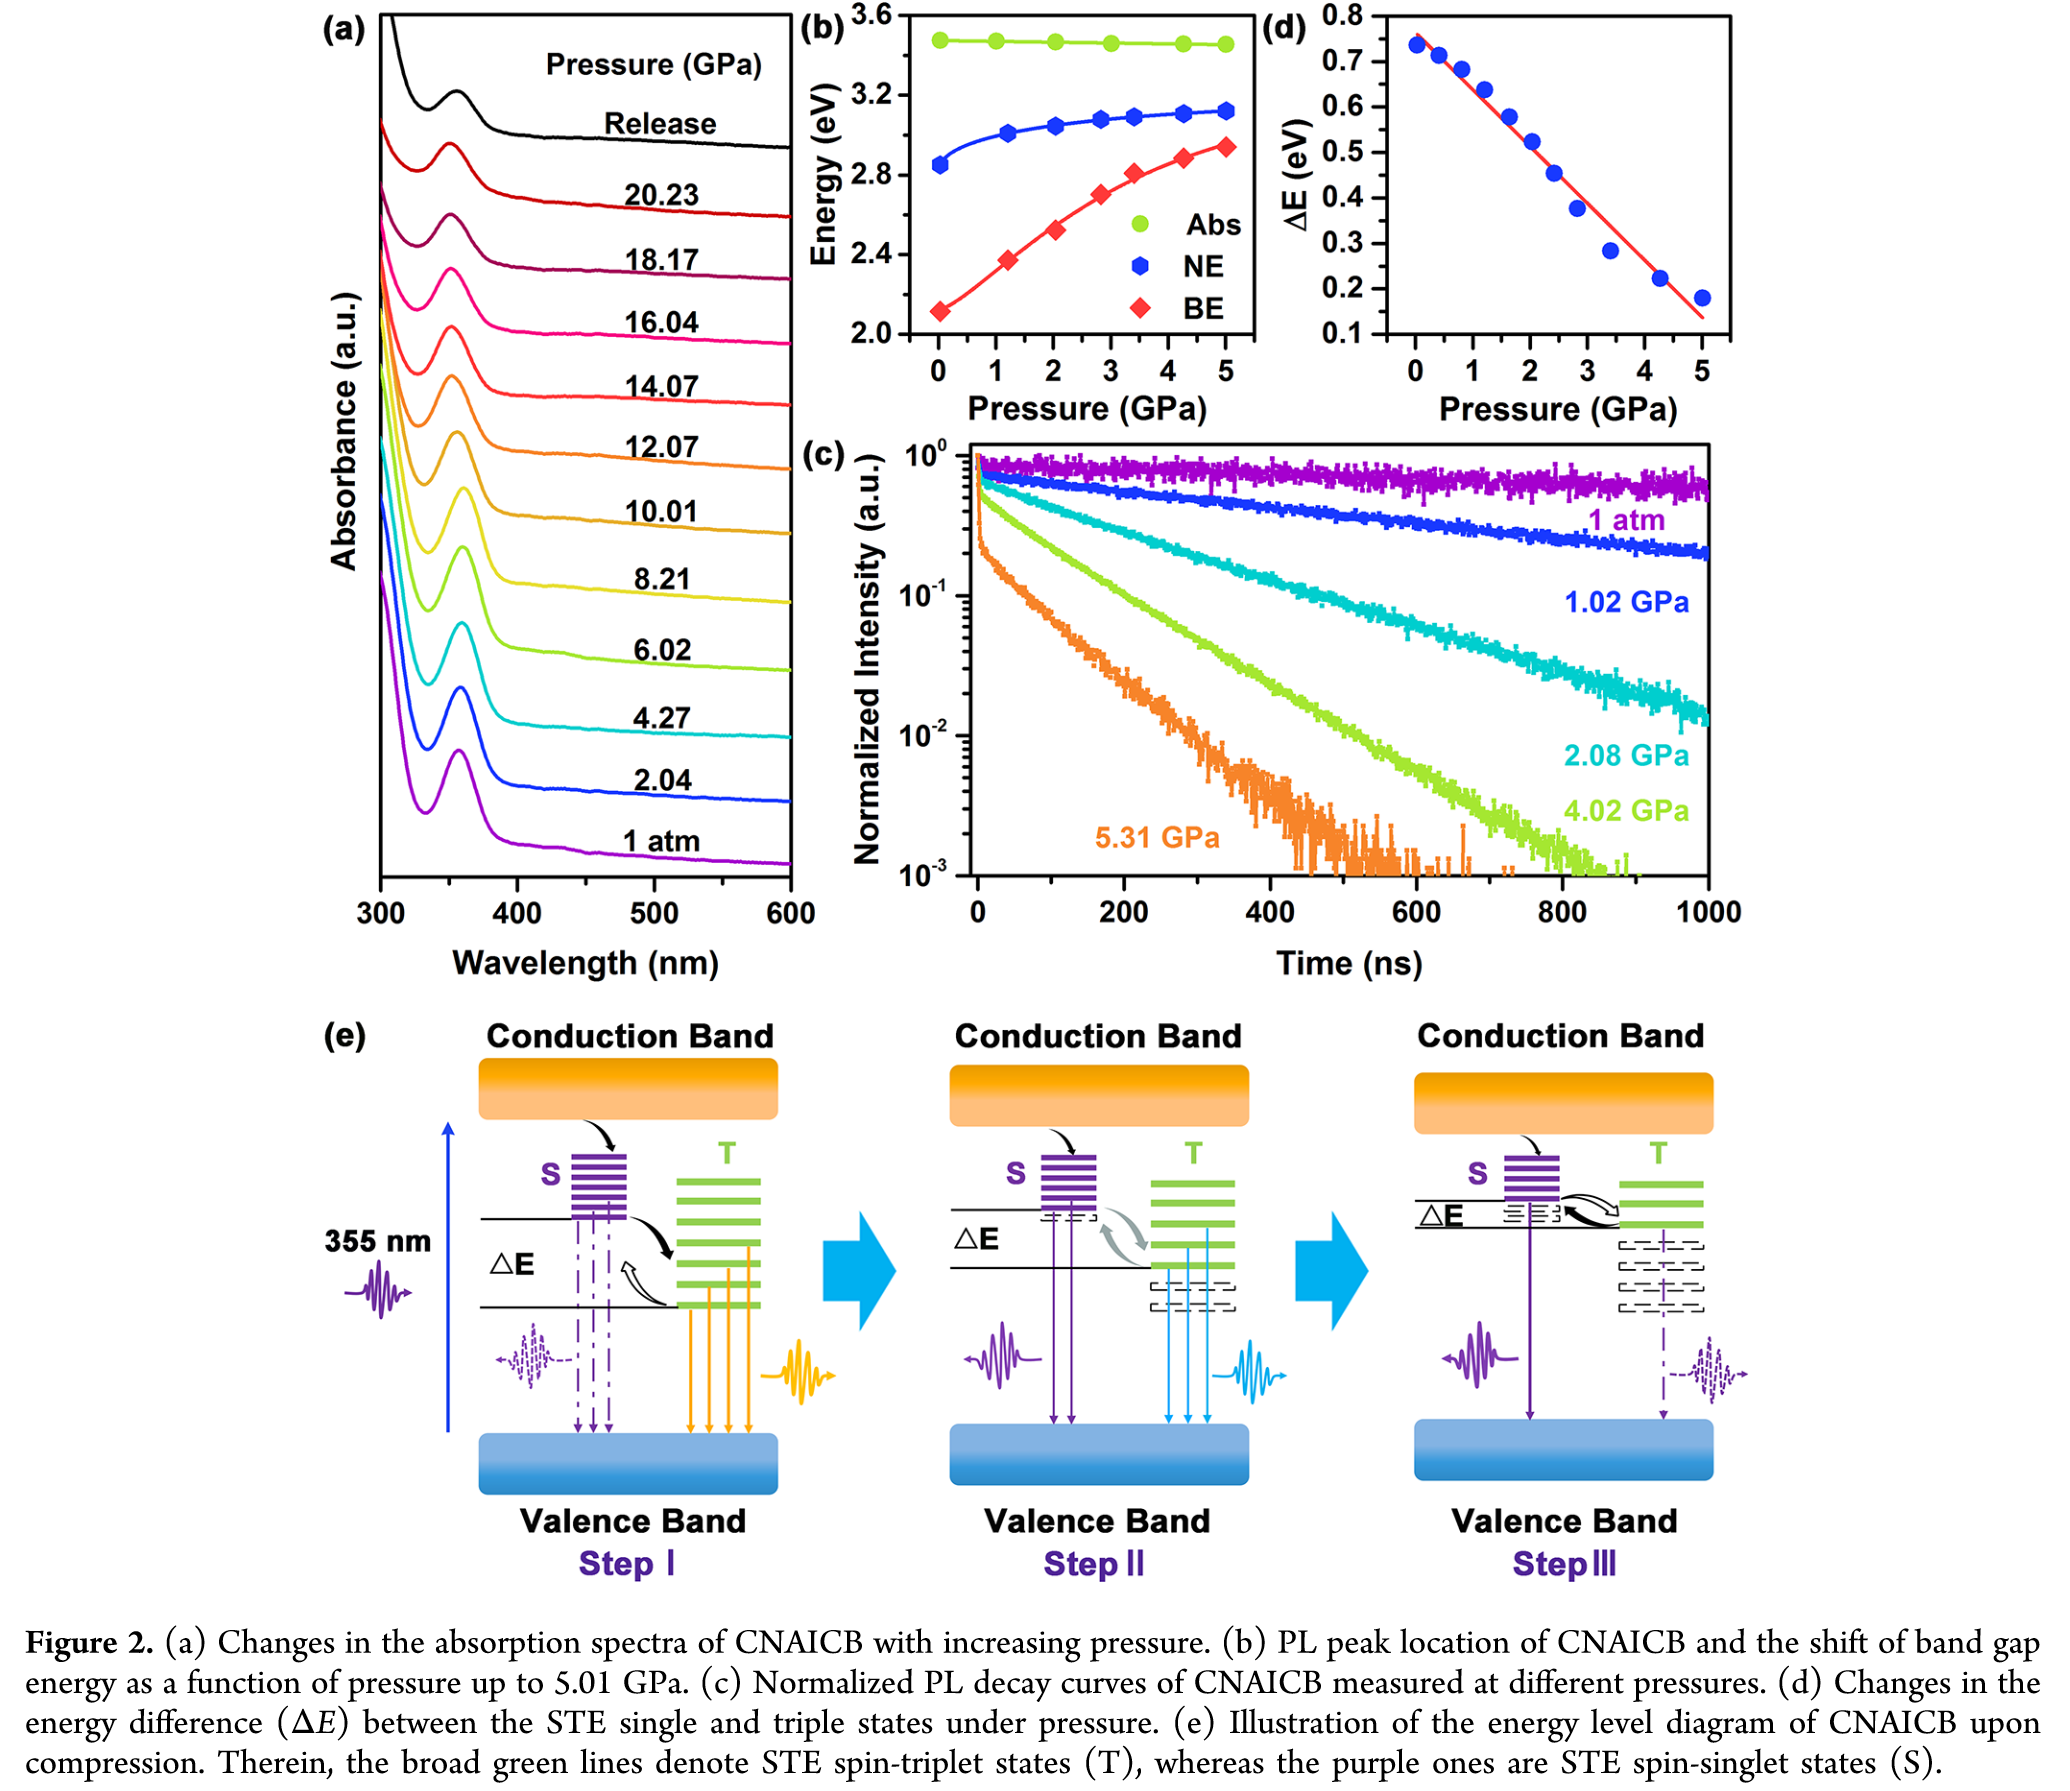 (a)
Pressure (GPa)
Release
20.23
18.17
16.04
14.07
12.07
10.01
8.21
6.02
4.27
2.04
1 atm
Absorbance (a.u.)
300 400 500 600
Wavelength (nm)
(b)
3.6
3.2
2.8
2.4
2.0
Energy (eV)
Abs
NE
BE
0 1 2 3 4 5
Pressure (GPa)
(d)
0.8
0.7
0.6
0.5
0.4
0.3
0.2
0.1
ΔE (eV)
0 1 2 3 4 5
Pressure (GPa)
(c)
10⁰
10⁻¹
10⁻²
10⁻³
Normalized Intensity (a.u.)
1 atm
1.02 GPa
2.08 GPa
4.02 GPa
5.31 GPa
0 200 400 600 800 1000
Time (ns)
(e)
Conduction Band
S
T
355 nm
△E
Valence Band
Step I
Conduction Band
S
T
△E
Valence Band
Step II
Conduction Band
S
T
△E
Valence Band
Step III
Figure 2. (a) Changes in the absorption spectra of CNAICB with increasing pressure. (b) PL peak location of CNAICB and the shift of band gap
energy as a function of pressure up to 5.01 GPa. (c) Normalized PL decay curves of CNAICB measured at different pressures. (d) Changes in the
energy difference (ΔE) between the STE single and triple states under pressure. (e) Illustration of the energy level diagram of CNAICB upon
compression. Therein, the broad green lines denote STE spin-triplet states (T), whereas the purple ones are STE spin-singlet states (S).